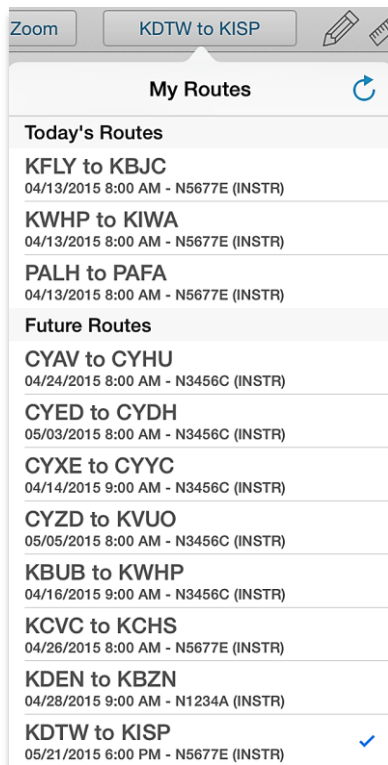 Zoom
KDTW to KISP
My Routes
Today's Routes
KFLY to KBJC
04/13/2015 8:00 AM - N5677E (INSTR)
KWHP to KIWA
04/13/2015 8:00 AM - N5677E (INSTR)
PALH to PAFA
04/13/2015 8:00 AM - N5677E (INSTR)
Future Routes
CYAV to CYHU
04/24/2015 8:00 AM - N3456C (INSTR)
CYED to CYDH
05/03/2015 8:00 AM - N3456C (INSTR)
CYXE to CYYC
04/14/2015 9:00 AM - N3456C (INSTR)
CYZD to KVUO
05/05/2015 8:00 AM - N3456C (INSTR)
KBUB to KWHP
04/16/2015 9:00 AM - N3456C (INSTR)
KCVC to KCHS
04/26/2015 8:00 AM - N5677E (INSTR)
KDEN to KBZN
04/28/2015 9:00 AM - N1234A (INSTR)
KDTW to KISP
05/21/2015 6:00 PM - N5677E (INSTR)